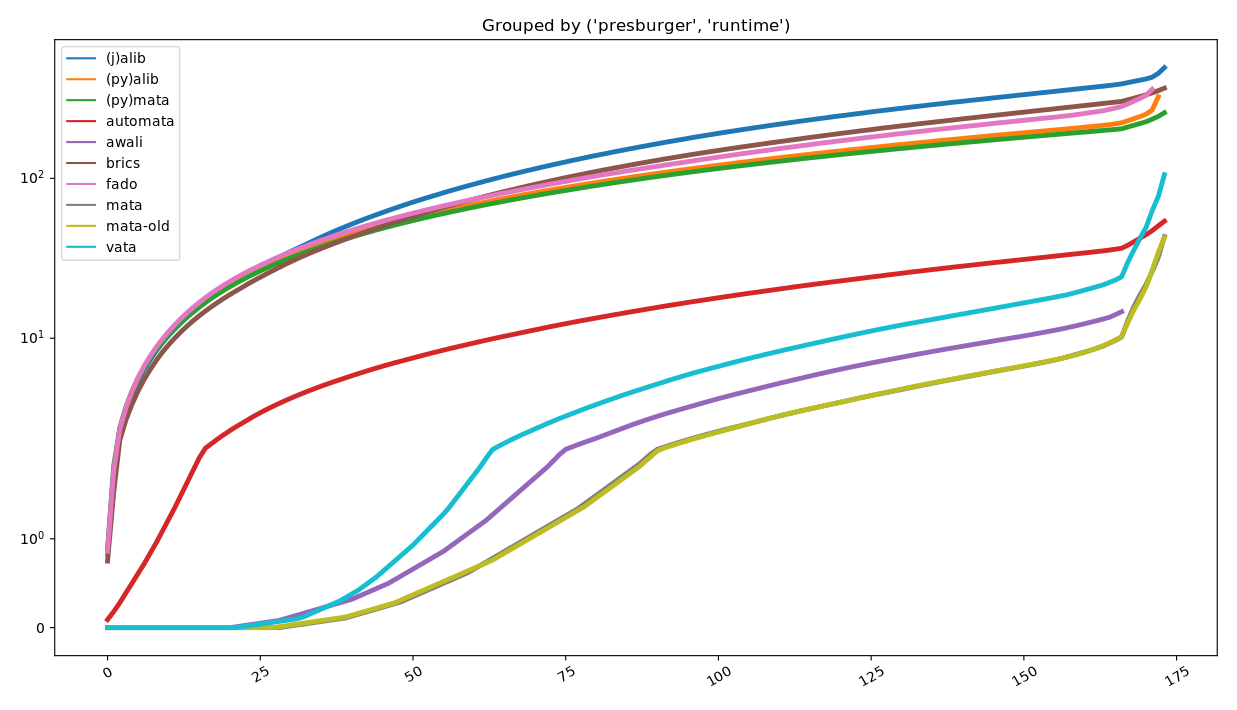 Grouped by ('presburger', 'runtime')
(j)alib
(py)alib
(py)mata
automata
awali
brics
fado
mata
mata-old
vata
10²
10¹
10⁰
0
0
25
50
75
100
125
150
175